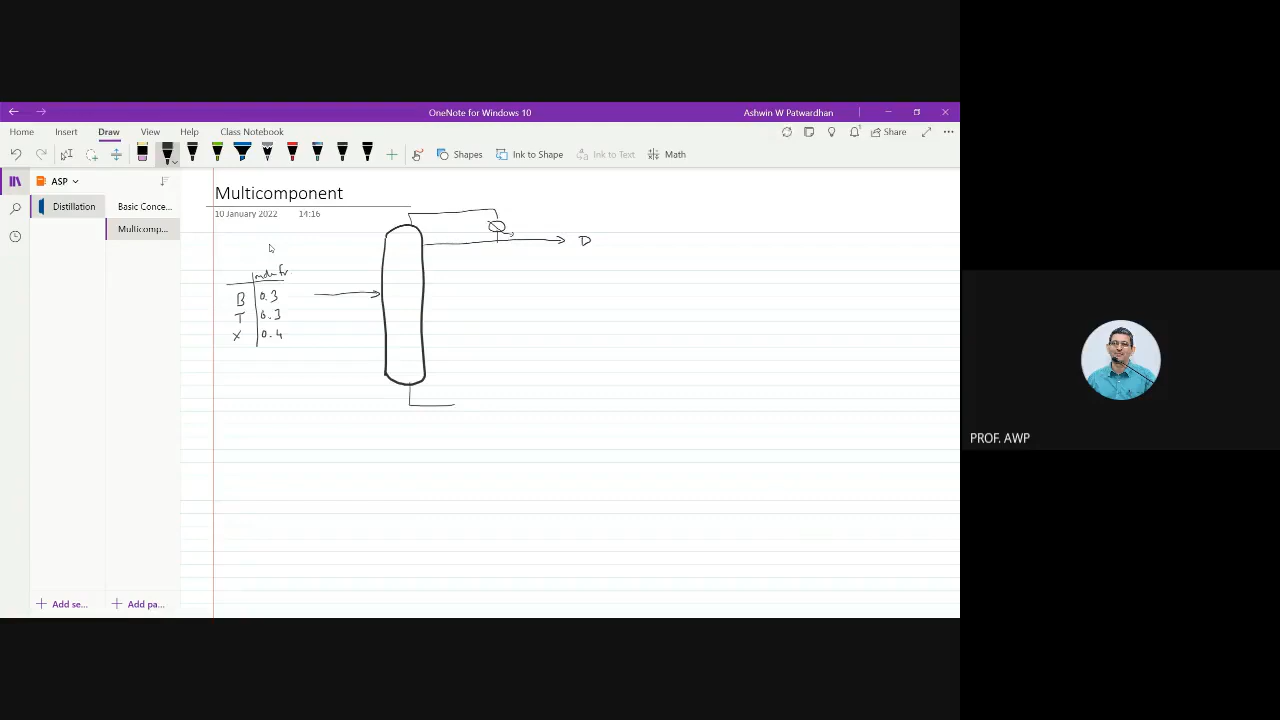 OneNote for Windows 10
Ashwin W Patwardhan
Home Insert Draw View Help Class Notebook
Share
Shapes Ink to Shape Ink to Text Math
ASP
Distillation
Basic Conce...
Multicomp...
Multicomponent
10 January 2022 14:16
D
mole fr
B 0.3
T 0.3
X 0.4
PROF. AWP
Add se...
Add pa...